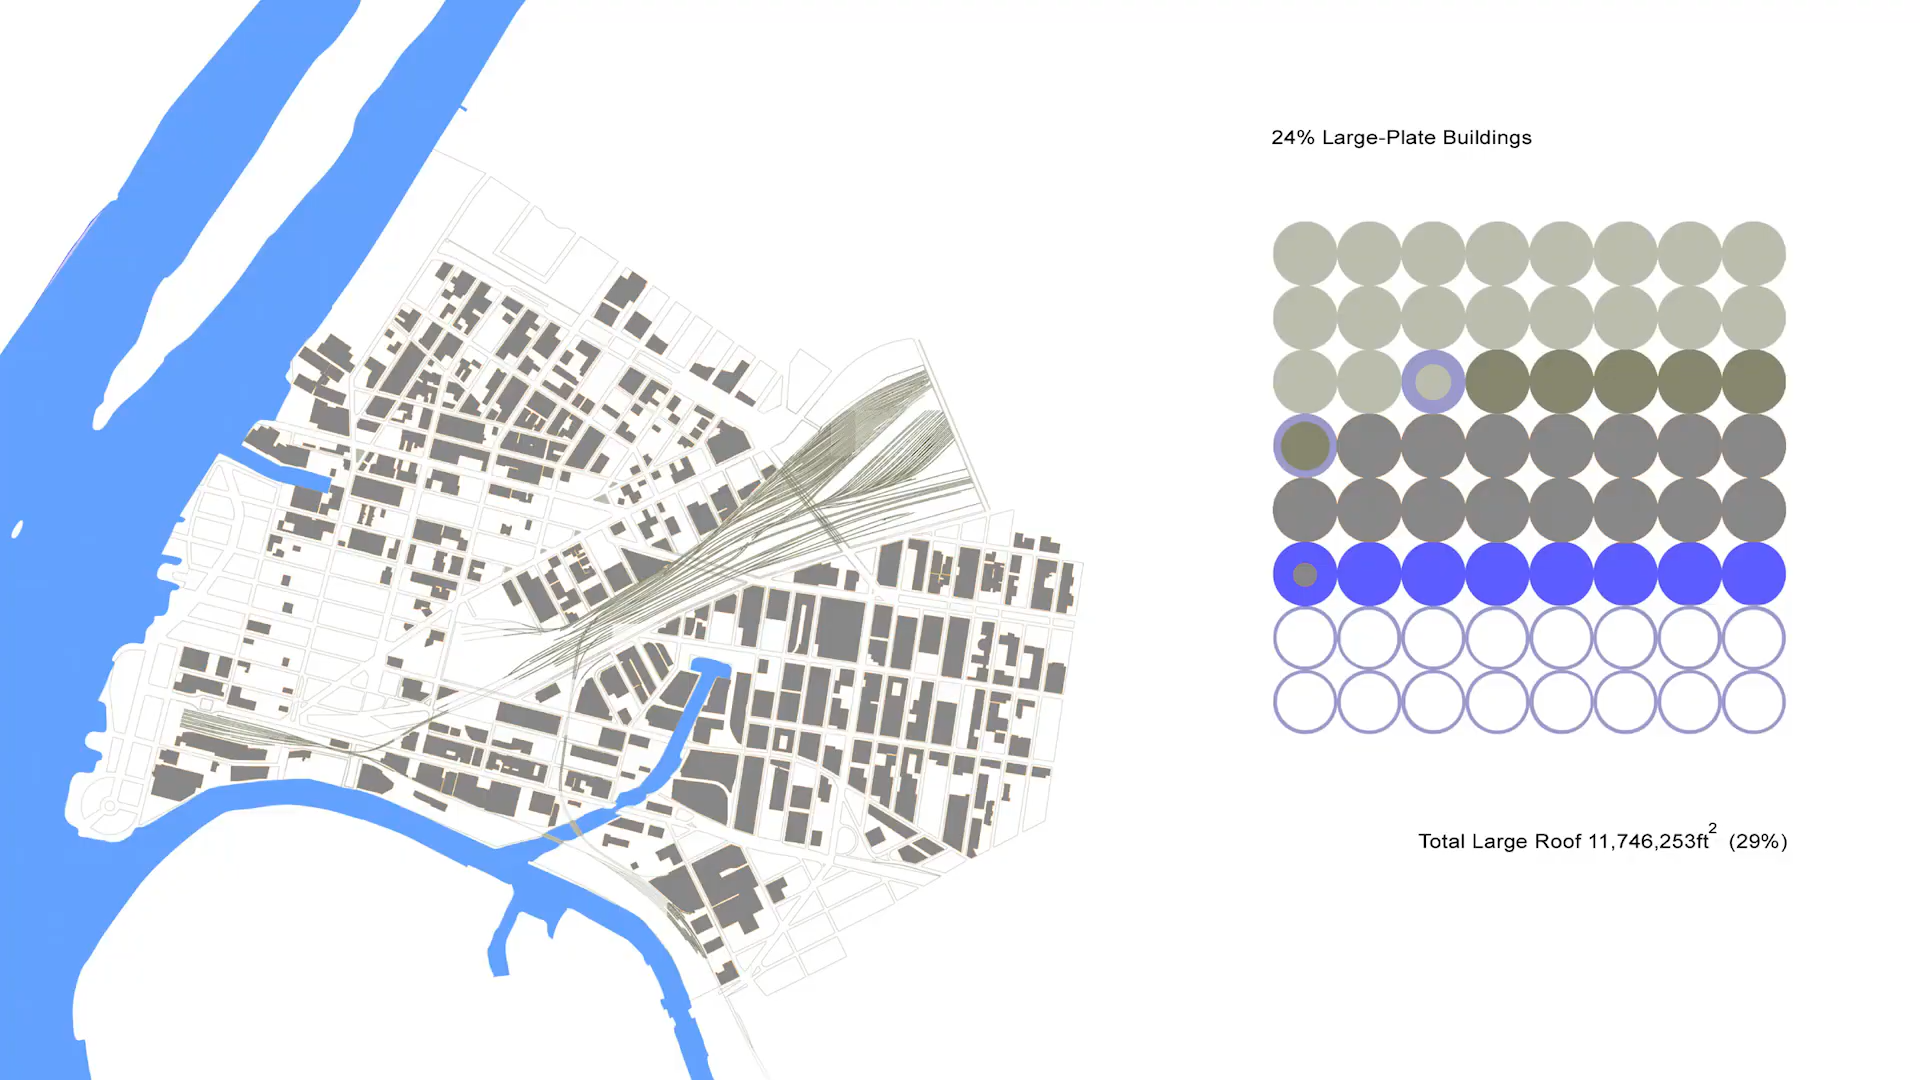 24% Large-Plate Buildings
Total Large Roof 11,746,253ft² (29%)